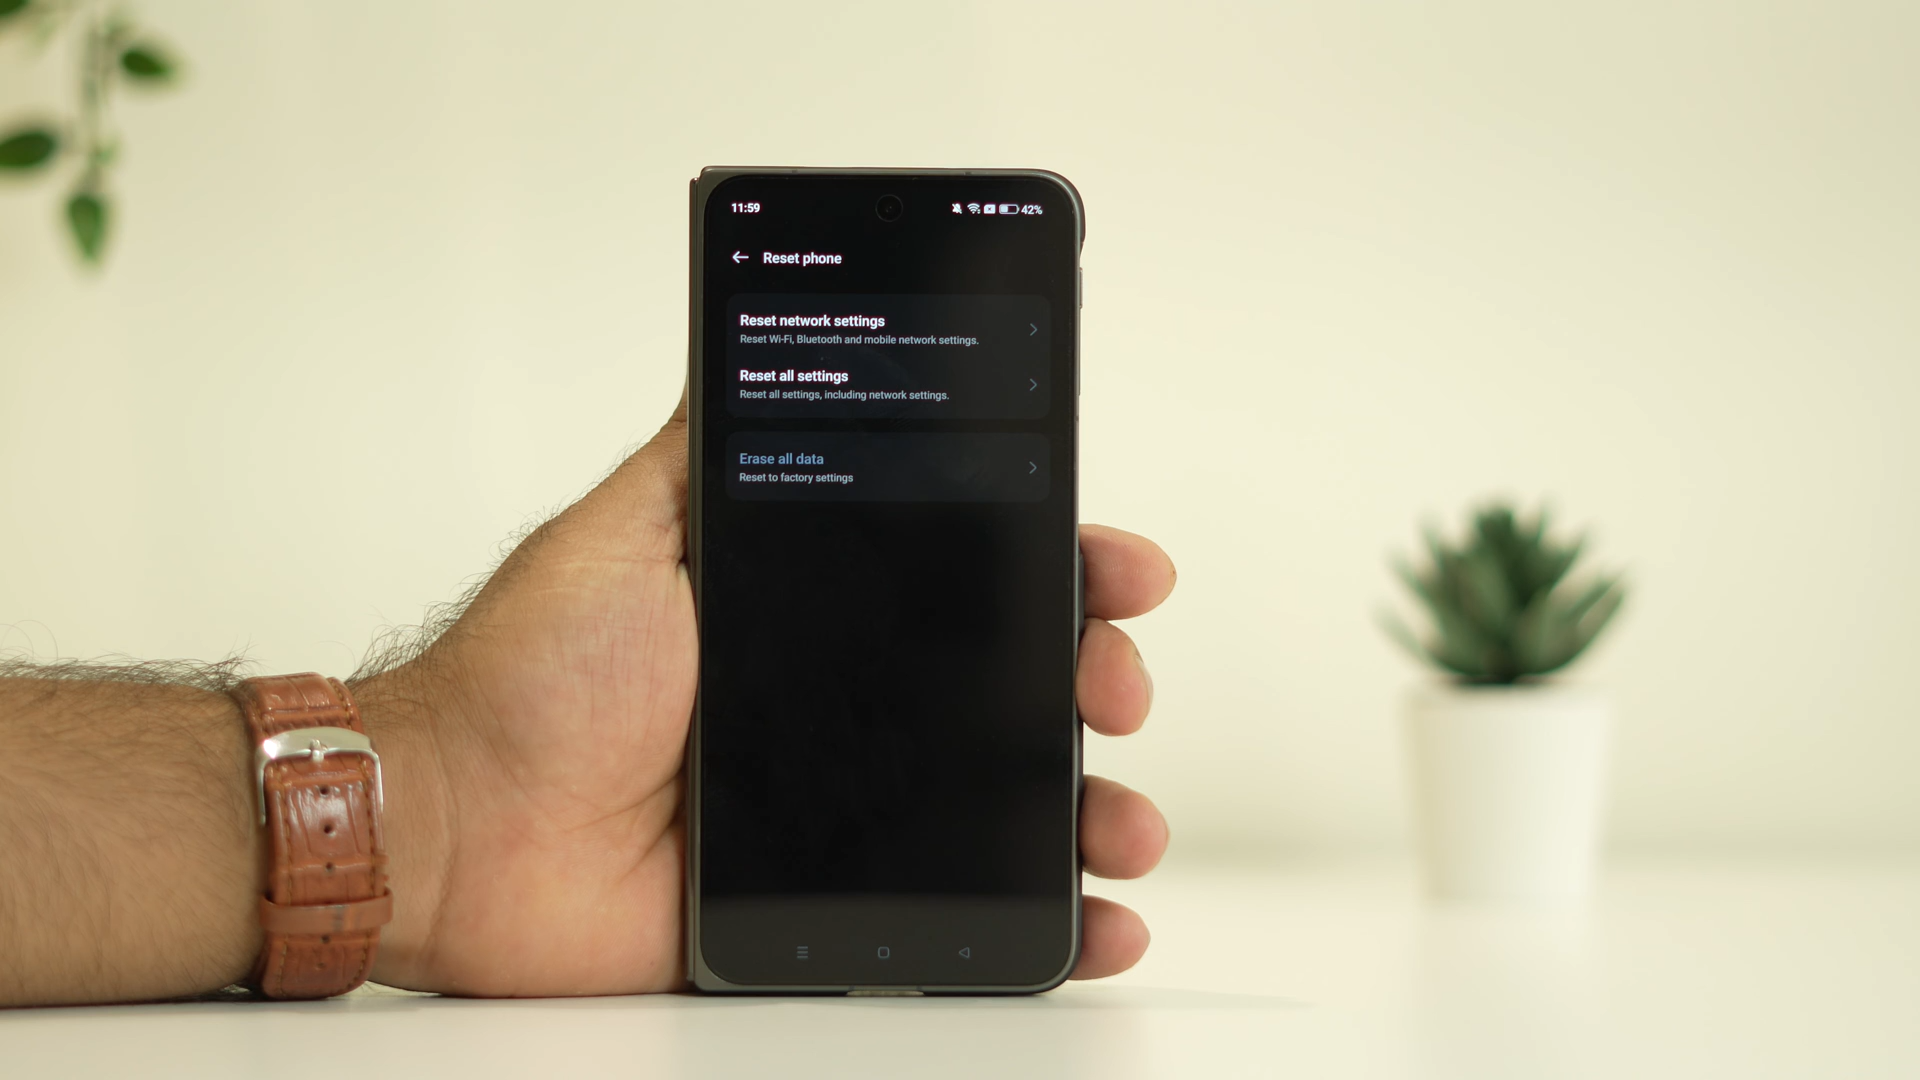 11:59
42%
Reset phone
Reset network settings
Reset Wi-Fi, Bluetooth and mobile network settings.
Reset all settings
Reset all settings, including network settings.
Erase all data
Reset to factory settings